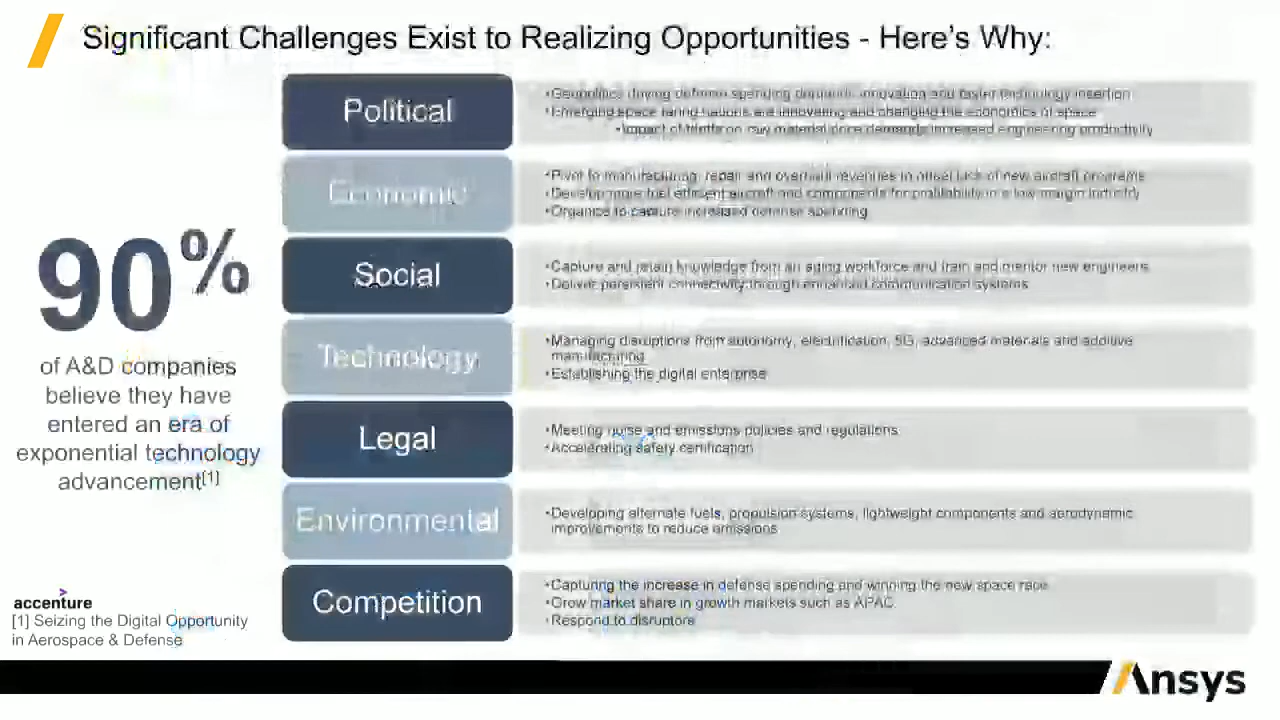 Significant Challenges Exist to Realizing Opportunities - Here's Why:
Political
•Geopolitics driving defense spending demands innovation and faster technology insertion
•Emerging space faring nations are innovating and changing the economics of space
•Impact of tariffs on raw material price demands increased engineering productivity
Economic
•Pivot to manufacturing, repair and overhaul revenues to offset lack of new aircraft programs
•Develop more fuel efficient aircraft and components for profitability in a low margin industry
•Organize to capture increased defense spending
90%
of A&D companies
believe they have
entered an era of
exponential technology
advancement[1]
Social
•Capture and retain knowledge from an aging workforce and train and mentor new engineers
•Deliver persistent connectivity through enhanced communication systems
Technology
•Managing disruptions from autonomy, electrification, 5G, advanced materials and additive
manufacturing
•Establishing the digital enterprise
Legal
•Meeting noise and emissions policies and regulations
•Accelerating safety certification
Environmental
•Developing alternate fuels, propulsion systems, lightweight components and aerodynamic
improvements to reduce emissions
Competition
•Capturing the increase in defense spending and winning the new space race
•Grow market share in growth markets such as APAC
•Respond to disruptors
accenture
[1] Seizing the Digital Opportunity
in Aerospace & Defense
Ansys